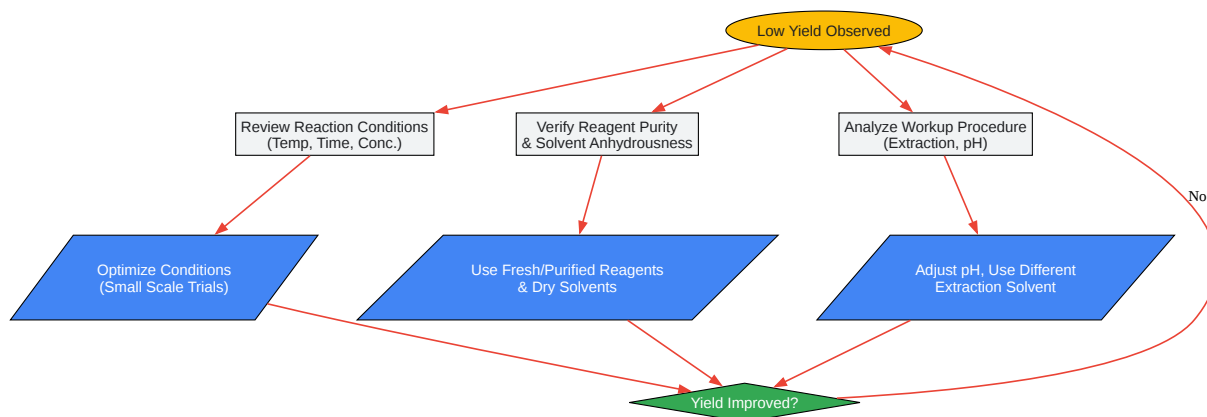 Low Yield Observed
Review Reaction Conditions
(Temp, Time, Conc.)
Verify Reagent Purity
& Solvent Anhydrousness
Analyze Workup Procedure
(Extraction, pH)
No
Optimize Conditions
(Small Scale Trials)
Use Fresh/Purified Reagents
& Dry Solvents
Adjust pH, Use Different
Extraction Solvent
Yield Improved?